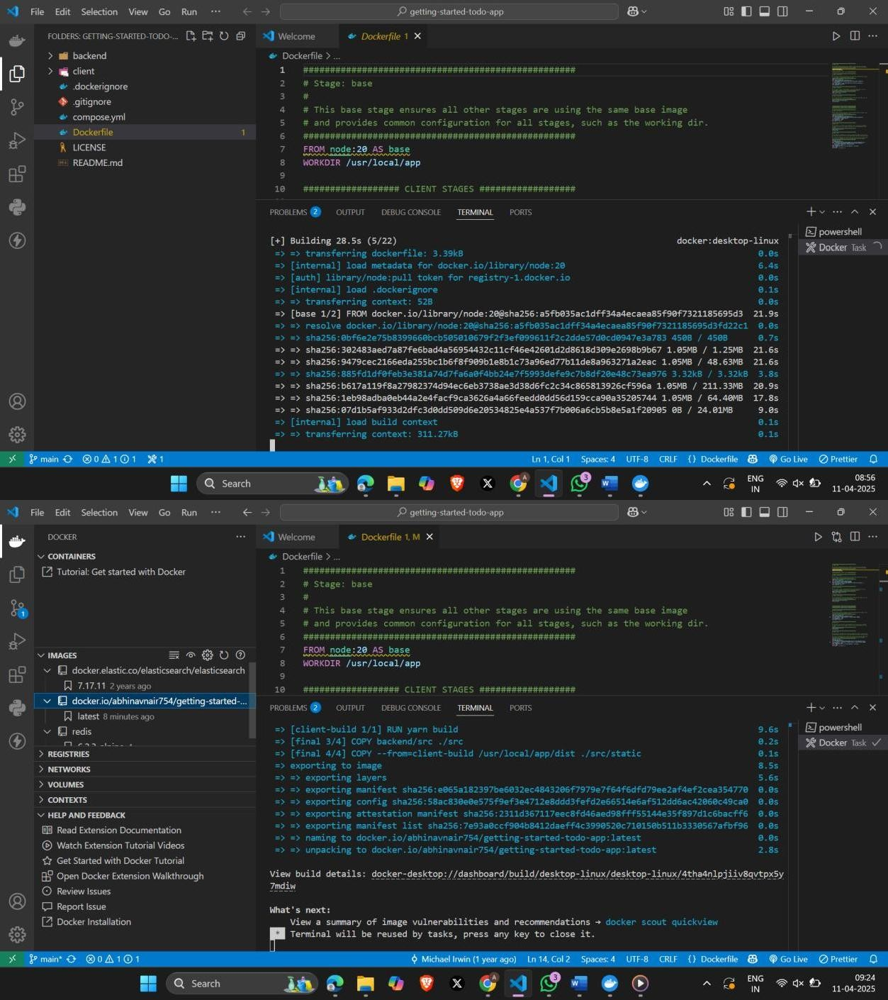 File Edit Selection View Go Run ··· getting-started-todo-app
FOLDERS: GETTING-STARTED-TODO-...
backend
client
.dockerignore
.gitignore
compose.yml
Dockerfile 1
LICENSE
README.md
Welcome Dockerfile 1
Dockerfile > ...
1 ###################################################
2 # Stage: base
3 #
4 # This base stage ensures all other stages are using the same base image
5 # and provides common configuration for all stages, such as the working dir.
6 ###################################################
7 FROM node:20 AS base
8 WORKDIR /usr/local/app
9
10 ################## CLIENT STAGES ##################
PROBLEMS 2 OUTPUT DEBUG CONSOLE TERMINAL PORTS
powershell
Docker Task
[+] Building 28.5s (5/22) docker:desktop-linux
=> => transferring dockerfile: 3.39kB 0.0s
=> [internal] load metadata for docker.io/library/node:20 6.4s
=> [auth] library/node:pull token for registry-1.docker.io 0.0s
=> [internal] load .dockerignore 0.1s
=> => transferring context: 52B 0.0s
=> [base 1/2] FROM docker.io/library/node:20@sha256:a5fb035ac1dff34a4ecaea85f90f7321185695d3 21.9s
=> => resolve docker.io/library/node:20@sha256:a5fb035ac1dff34a4ecaea85f90f7321185695d3fd22c1 0.0s
=> => sha256:0bf6e2e75b8399660bcb505010679f2f3ef099611f2c2dde57d0cd0947e3a783 450B / 450B 0.7s
=> => sha256:302483aed7a87fe6bad4a56954432c11cf46e42601d2d8618d309e2698b9b67 1.05MB / 1.25MB 21.6s
=> => sha256:9479cec2166eda255bc1b6f8f909b1e8b1c73a96ed77b11de8a963271a2eac 1.05MB / 48.63MB 21.6s
=> => sha256:885fd1df0feb3e381a74d7fa6a0f4bb24e7f5993defe9c7b8df20e48c73ea976 3.32kB / 3.32kB 3.8s
=> => sha256:b617a119f8a27982374d94ec6eb3738ae3d38d6fc2c34c865813926cf596a 1.05MB / 211.33MB 20.9s
=> => sha256:1eb98adba0eb44a2e4facf9ca3626a4a66feedd0dd56d159cca90a35205744 1.05MB / 64.40MB 17.8s
=> => sha256:07d1b5af933d2dfc3d0dd509d6e20534825e4a537f7b006a6cb5b8e5a1f20905 0B / 24.01MB 9.0s
=> [internal] load build context 0.1s
=> => transferring context: 311.27kB 0.1s
main 0 1 1 1 Ln 1, Col 1 Spaces: 4 UTF-8 CRLF {} Dockerfile Go Live Prettier
Search 3 ENG IN 08:56 11-04-2025
File Edit Selection View Go Run ··· getting-started-todo-app
DOCKER ···
CONTAINERS
Tutorial: Get started with Docker
IMAGES
docker.elastic.co/elasticsearch/elasticsearch
7.17.11 2 years ago
docker.io/abhinavnair754/getting-started-...
latest 8 minutes ago
redis
REGISTRIES
NETWORKS
VOLUMES
CONTEXTS
HELP AND FEEDBACK
Read Extension Documentation
Watch Extension Tutorial Videos
Get Started with Docker Tutorial
Open Docker Extension Walkthrough
Review Issues
Report Issue
Docker Installation
Welcome Dockerfile 1, M
Dockerfile > ...
1 ###################################################
2 # Stage: base
3 #
4 # This base stage ensures all other stages are using the same base image
5 # and provides common configuration for all stages, such as the working dir.
6 ###################################################
7 FROM node:20 AS base
8 WORKDIR /usr/local/app
9
10 ################## CLIENT STAGES ##################
PROBLEMS 2 OUTPUT DEBUG CONSOLE TERMINAL PORTS
powershell
Docker Task
=> [client-build 1/1] RUN yarn build 9.6s
=> [final 3/4] COPY backend/src ./src 0.2s
=> [final 4/4] COPY --from=client-build /usr/local/app/dist ./src/static 0.1s
=> exporting to image 8.5s
=> => exporting layers 5.6s
=> => exporting manifest sha256:e065a182397be6032ec4843206f7979e7f64f6dfd79ee2af4ef2cea354770 0.0s
=> => exporting config sha256:58ac830e0e575f9ef3e4712e8ddd3fefd2e66514e6af512dd6ac42060c49ca0 0.0s
=> => exporting attestation manifest sha256:2311d367117eec8fd46aed98fff55144e35f897d1c6bacff6 0.0s
=> => exporting manifest list sha256:7e93a0ccf904b8412daeff4c3990520c710150b511b3330567afbf96 0.0s
=> => naming to docker.io/abhinavnair754/getting-started-todo-app:latest 0.0s
=> => unpacking to docker.io/abhinavnair754/getting-started-todo-app:latest 2.8s
View build details: docker-desktop://dashboard/build/desktop-linux/desktop-linux/4tha4nlpjiiv8qvtpx5y
7mdiw
What's next:
View a summary of image vulnerabilities and recommendations → docker scout quickview
* Terminal will be reused by tasks, press any key to close it.
main* 0 1 1 Michael Irwin (1 year ago) Ln 14, Col 2 Spaces: 4 UTF-8 CRLF {} Dockerfile Go Live Prettier
Search 3 ENG IN 09:24 11-04-2025